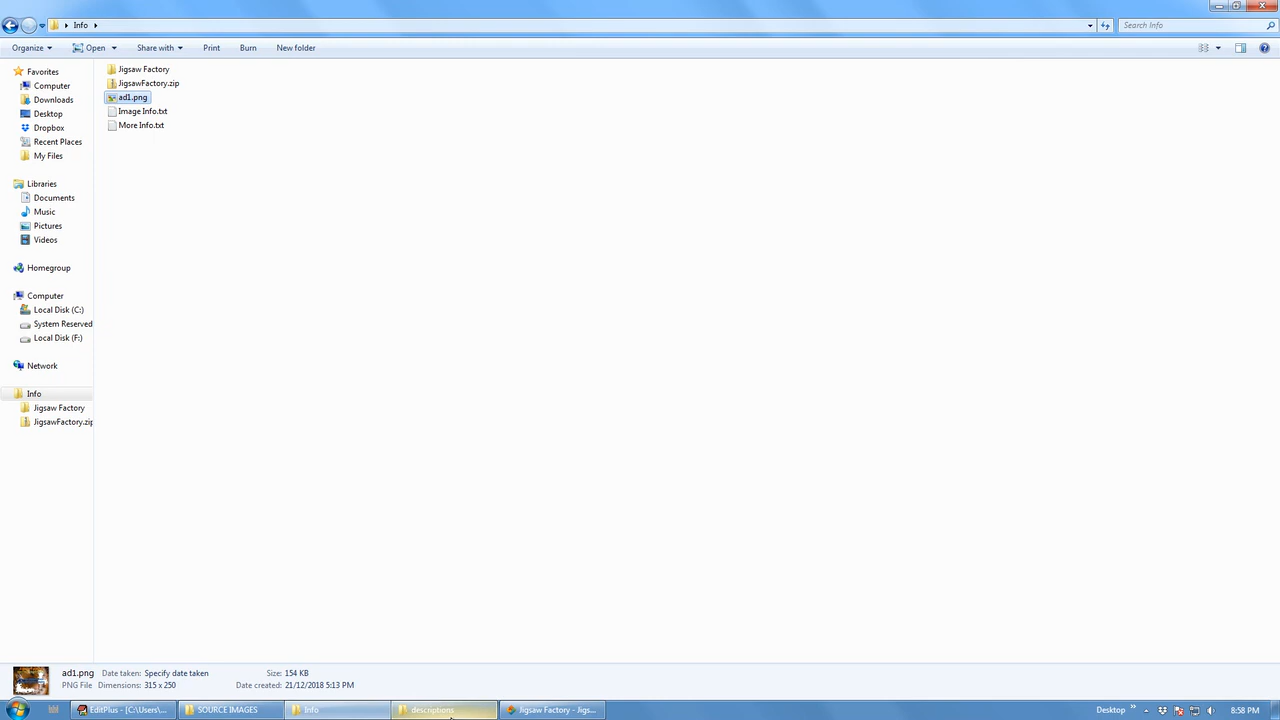 Info
Search Info
Organize Open Share with Print Burn New folder
Favorites
Computer
Downloads
Desktop
Dropbox
Recent Places
My Files
Libraries
Documents
Music
Pictures
Videos
Homegroup
Computer
Local Disk (C:)
System Reserved
Local Disk (F:)
Network
Info
Jigsaw Factory
JigsawFactory.zip
Jigsaw Factory
JigsawFactory.zip
ad1.png
Image Info.txt
More Info.txt
ad1.png Date taken: Specify date taken Size: 154 KB
PNG File Dimensions: 315 x 250 Date created: 21/12/2018 5:13 PM
EditPlus - [C:\Users\... SOURCE IMAGES Info descriptions Jigsaw Factory - Jigs... Desktop 8:58 PM